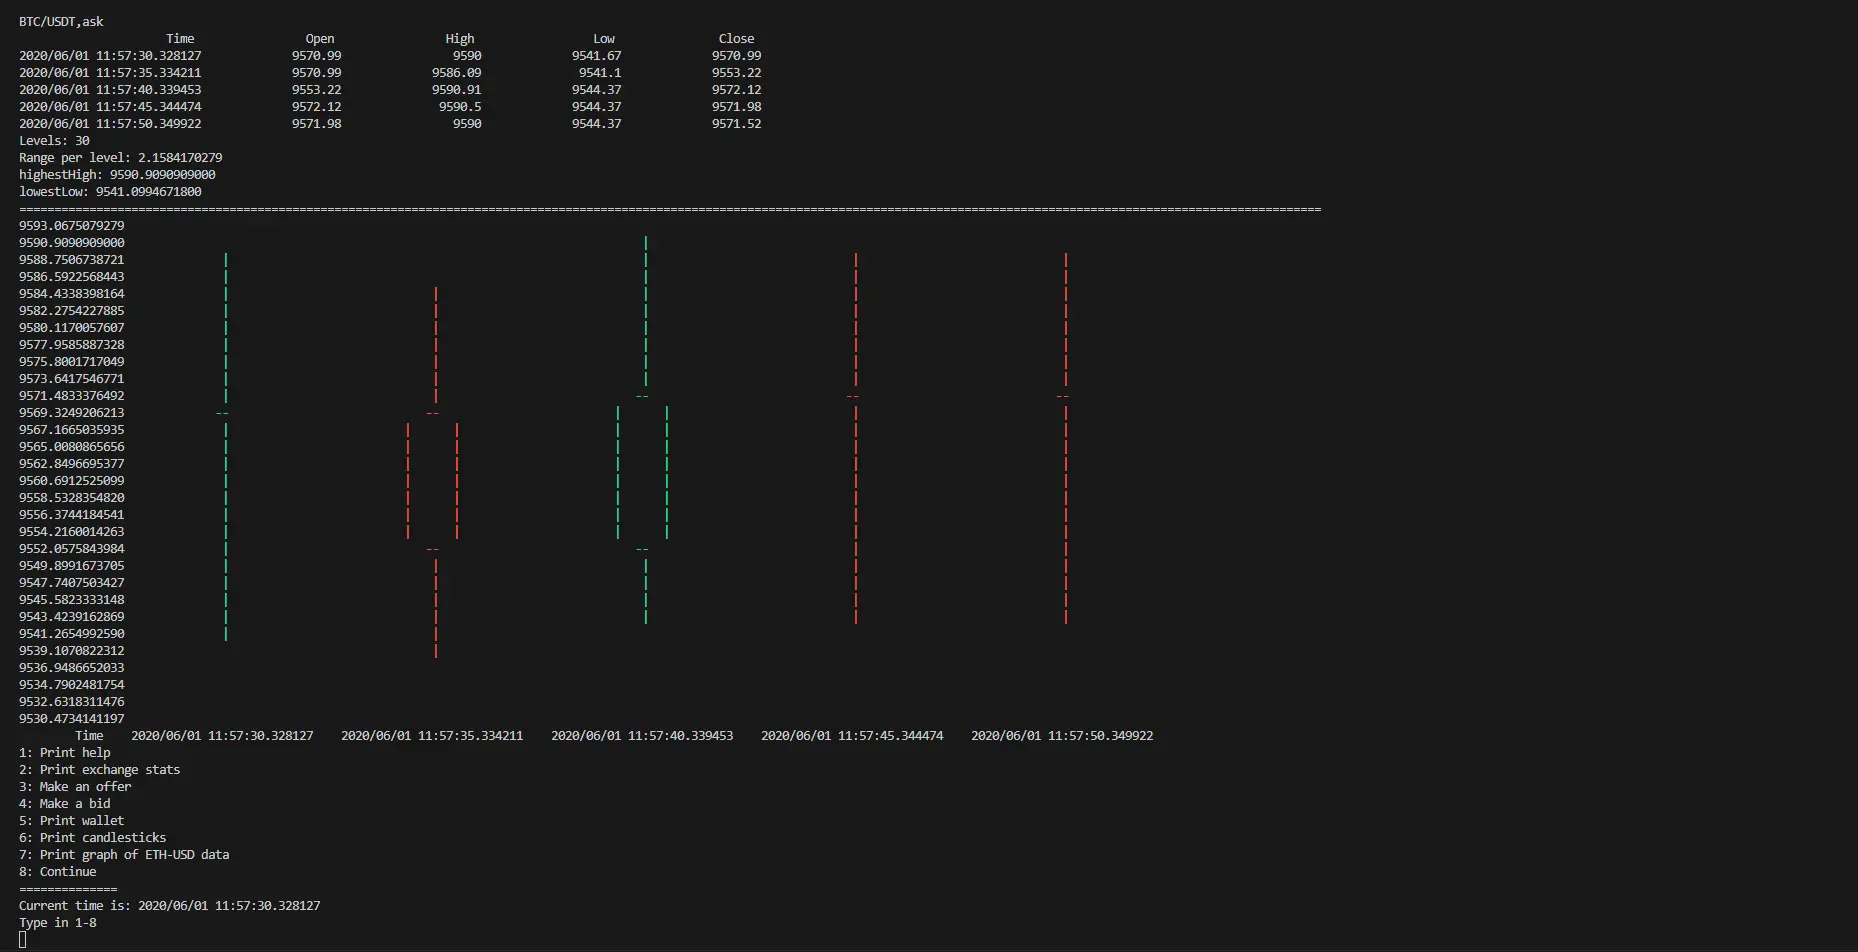 BTC/USDT,ask
Time Open High Low Close
2020/06/01 11:57:30.328127 9570.99 9590 9541.67 9570.99
2020/06/01 11:57:35.334211 9570.99 9586.09 9541.1 9553.22
2020/06/01 11:57:40.339453 9553.22 9590.91 9544.37 9572.12
2020/06/01 11:57:45.344474 9572.12 9590.5 9544.37 9571.98
2020/06/01 11:57:50.349922 9571.98 9590 9544.37 9571.52
Levels: 30
Range per level: 2.1584170279
highestHigh: 9590.9090909000
lowestLow: 9541.0994671800
9593.0675079279
9590.9090909000
9588.7506738721
9586.5922568443
9584.4338398164
9582.2754227885
9580.1170057607
9577.9585887328
9575.8001717049
9573.6417546771
9571.4833376492
9569.3249206213
9567.1665035935
9565.0080865656
9562.8496695377
9560.6912525099
9558.5328354820
9556.3744184541
9554.2160014263
9552.0575843984
9549.8991673705
9547.7407503427
9545.5823333148
9543.4239162869
9541.2654992590
9539.1070822312
9536.9486652033
9534.7902481754
9532.6318311476
9530.4734141197
Time 2020/06/01 11:57:30.328127 2020/06/01 11:57:35.334211 2020/06/01 11:57:40.339453 2020/06/01 11:57:45.344474 2020/06/01 11:57:50.349922
1: Print help
2: Print exchange stats
3: Make an offer
4: Make a bid
5: Print wallet
6: Print candlesticks
7: Print graph of ETH-USD data
8: Continue
==============
Current time is: 2020/06/01 11:57:30.328127
Type in 1-8